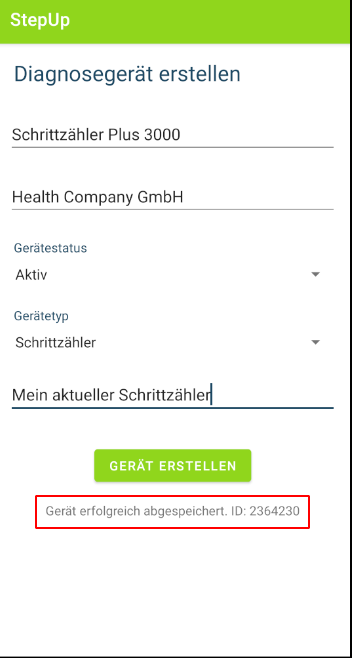 StepUp
Diagnosegerät erstellen
Schrittzähler Plus 3000
Health Company GmbH
Gerätestatus
Aktiv
Gerätetyp
Schrittzähler
Mein aktueller Schrittzähler
GERÄT ERSTELLEN
Gerät erfolgreich abgespeichert. ID: 2364230